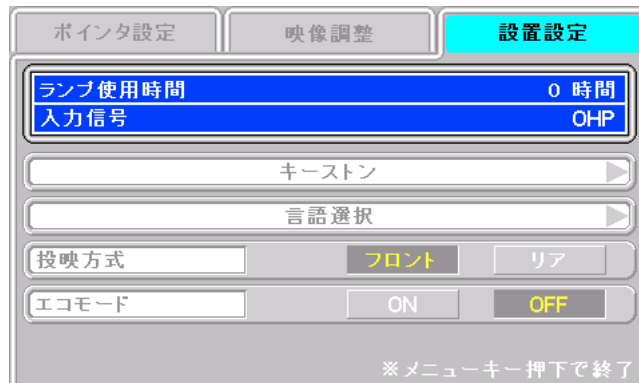 ポインタ設定 映像調整 設置設定
ランプ使用時間 0 時間
入力信号 OHP
キーストン
言語選択
投映方式 フロント リア
エコモード ON OFF
※メニューキー押下で終了